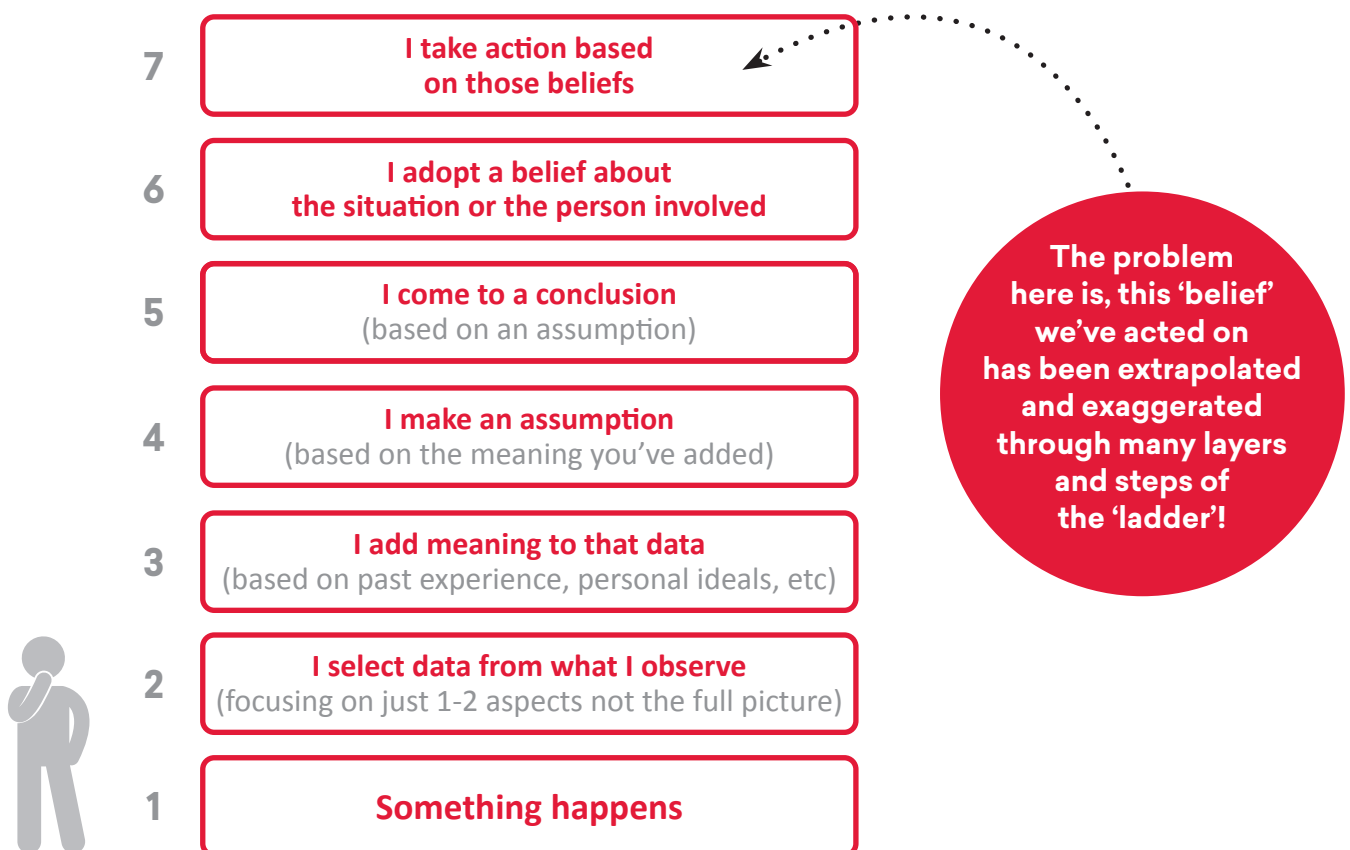 7
I take action based
on those beliefs
6
I adopt a belief about
the situation or the person involved
5
I come to a conclusion
(based on an assumption)
4
I make an assumption
(based on the meaning you’ve added)
3
I add meaning to that data
(based on past experience, personal ideals, etc)
2
I select data from what I observe
(focusing on just 1-2 aspects not the full picture)
1
Something happens
The problem
here is, this ‘belief’
we’ve acted on
has been extrapolated
and exaggerated
through many layers
and steps of
the ‘ladder’!